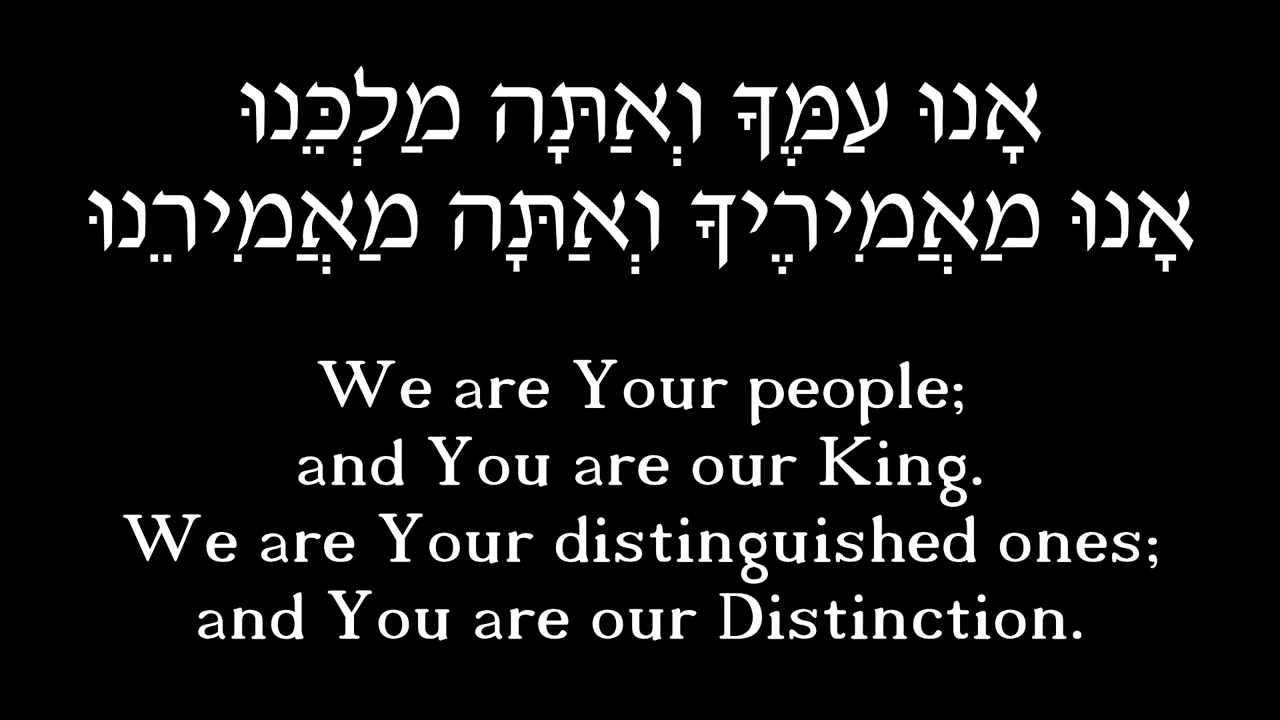 אָנוּ עַמֶּךָ וְאַתָּה מַלְכֵּנוּ
אָנוּ מַאֲמִירֶיךָ וְאַתָּה מַאֲמִירֵנוּ
We are Your people;
and You are our King.
We are Your distinguished ones;
and You are our Distinction.